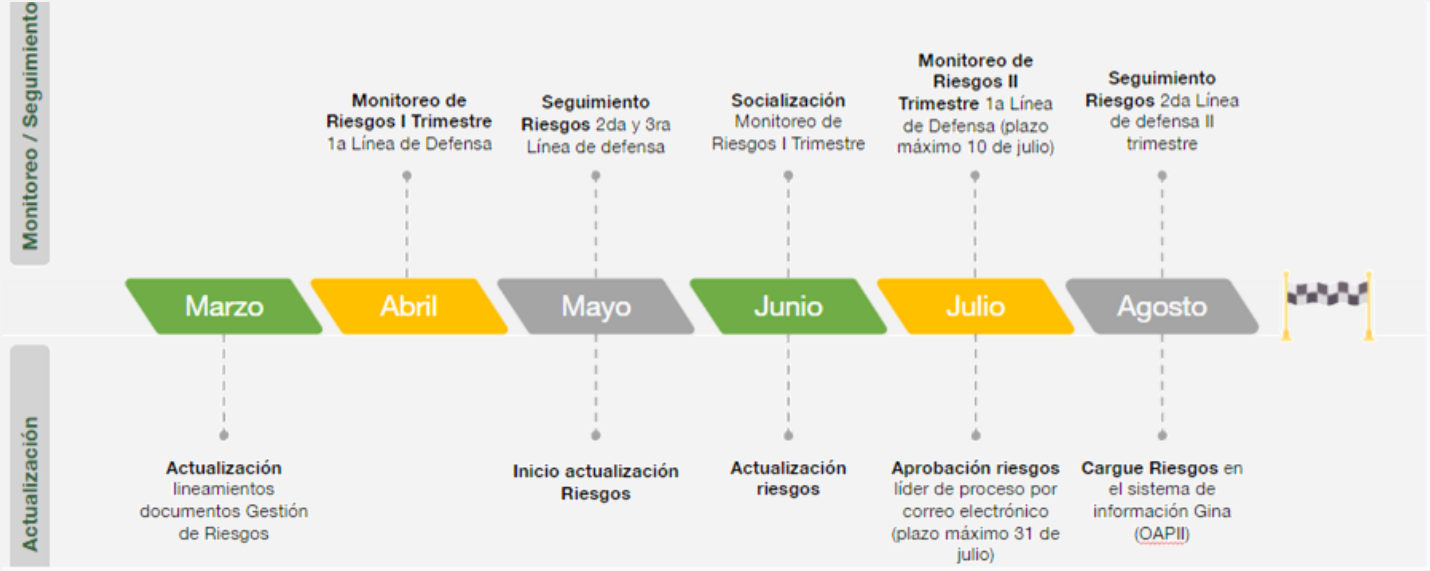 Monitoreo / Seguimiento
Monitoreo de
Riesgos I Trimestre
1a Línea de Defensa
Seguimiento
Riesgos 2da y 3ra
Línea de defensa
Socialización
Monitoreo de
Riesgos I Trimestre
Monitoreo de
Riesgos II
Trimestre 1a Línea
de Defensa (plazo
máximo 10 de julio)
Seguimiento
Riesgos 2da Línea
de defensa II
trimestre
Marzo
Abril
Mayo
Junio
Julio
Agosto
Actualización
Actualización
lineamientos
documentos Gestión
de Riesgos
Inicio actualización
Riesgos
Actualización
riesgos
Aprobación riesgos
líder de proceso por
correo electrónico
(plazo máximo 31 de
julio)
Cargue Riesgos en
el sistema de
información Gina
(OAPII)